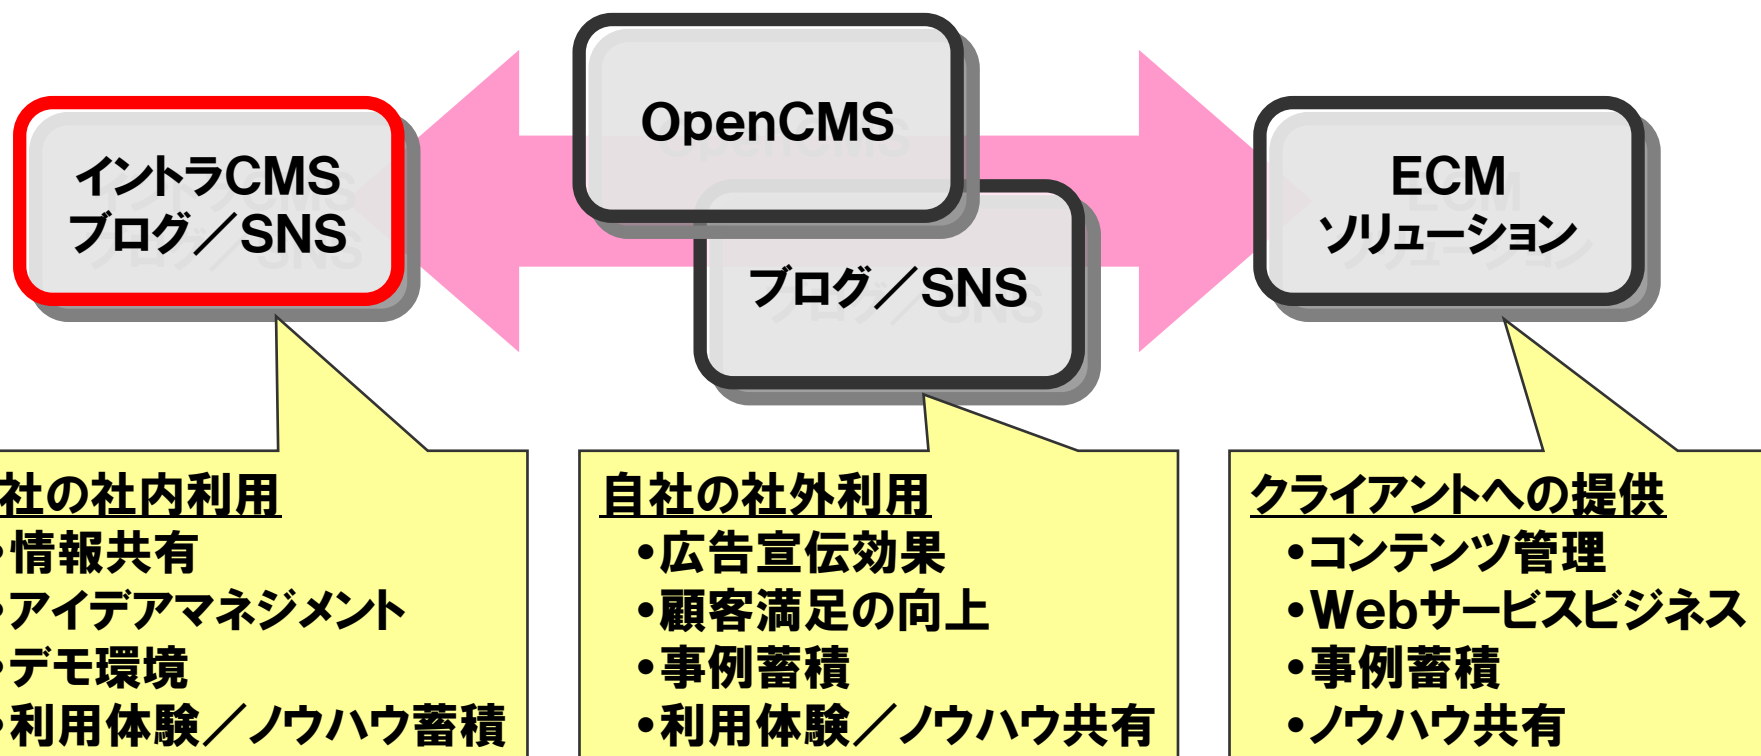 OpenCMS
イントラCMS
ブログ／SNS
ブログ／SNS
ECM
ソリューション
社の社内利用
•情報共有
•アイデアマネジメント
•デモ環境
•利用体験／ノウハウ蓄積
自社の社外利用
•広告宣伝効果
•顧客満足の向上
•事例蓄積
•利用体験／ノウハウ共有
クライアントへの提供
•コンテンツ管理
•Webサービスビジネス
•事例蓄積
•ノウハウ共有